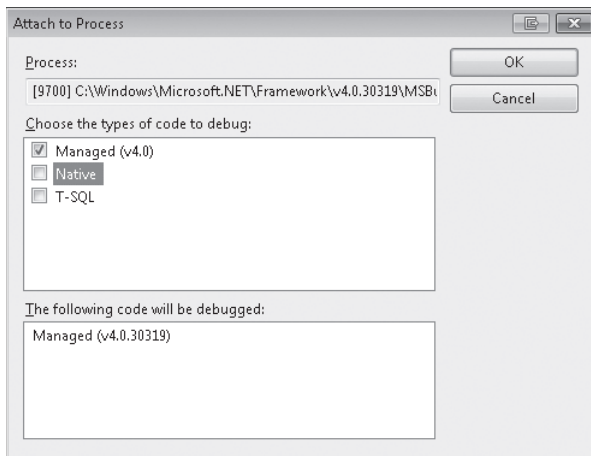 Attach to Process
Process:
OK
[9700] C:\Windows\Microsoft.NET\Framework\v4.0.30319\MSBu
Cancel
Choose the types of code to debug:
Managed (v4.0)
Native
T-SQL
The following code will be debugged:
Managed (v4.0.30319)